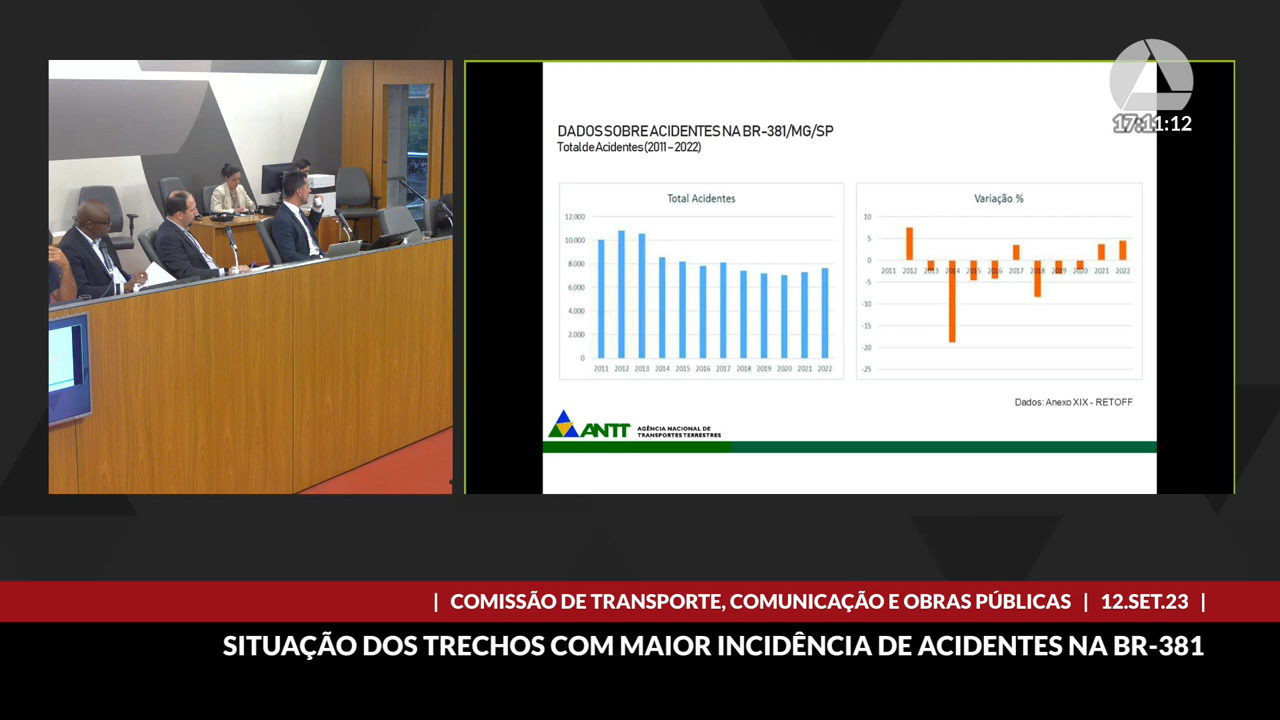 17:11:12
DADOS SOBRE ACIDENTES NA BR-381/MG/SP
Total de Acidentes (2011 – 2022)
Total Acidentes
12.000
10.000
8.000
6.000
4.000
2.000
0
2011 2012 2013 2014 2015 2016 2017 2018 2019 2020 2021 2022
Variação %
10
5
0
-5
-10
-15
-20
-25
2011 2012 2013 2014 2015 2016 2017 2018 2019 2020 2021 2022
Dados: Anexo XIX - RETOFF
ANTT
AGÊNCIA NACIONAL DE
TRANSPORTES TERRESTRES
| COMISSÃO DE TRANSPORTE, COMUNICAÇÃO E OBRAS PÚBLICAS | 12.SET.23 |
SITUAÇÃO DOS TRECHOS COM MAIOR INCIDÊNCIA DE ACIDENTES NA BR-381